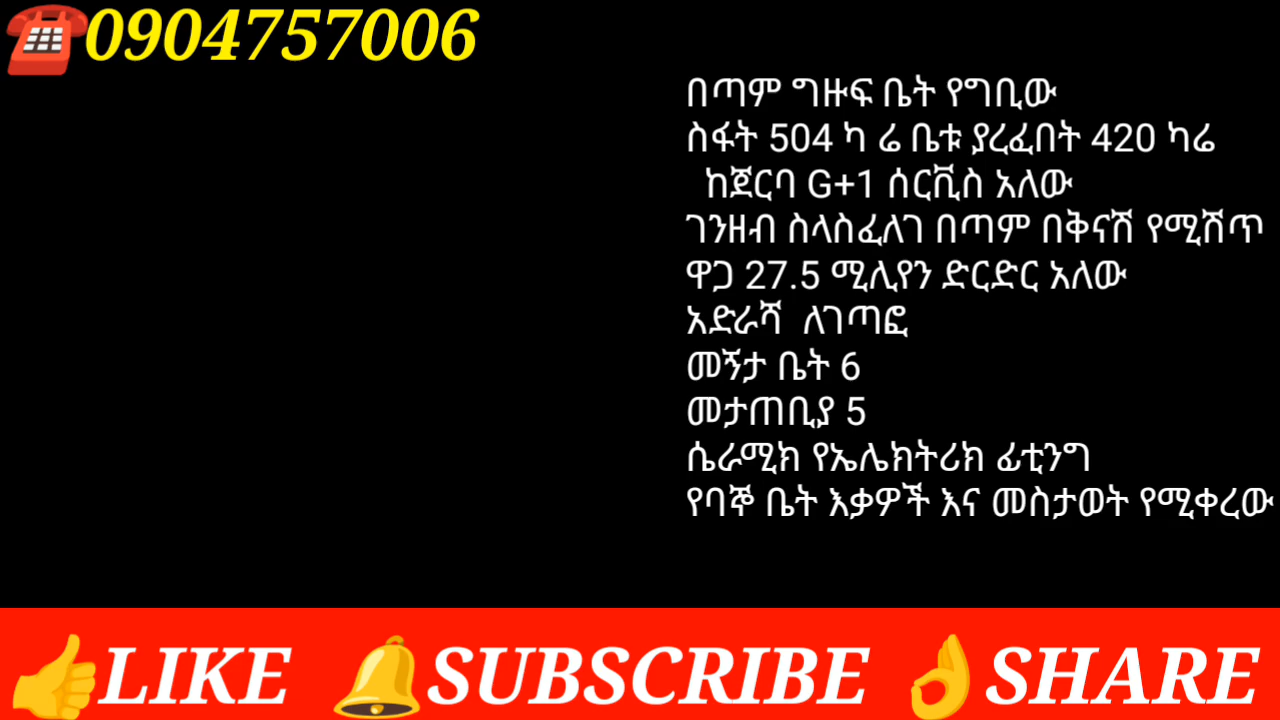 ☎0904757006
በጣም ግዙፍ ቤት የግቢው
ስፋት 504 ካ ሬ ቤቱ ያረፈበት 420 ካሬ
ከጀርባ G+1 ሰርቪስ አለው
ገንዘብ ስላስፈለገ በጣም በቅናሽ የሚሽጥ
ዋጋ 27.5 ሚሊየን ድርድር አለው
አድራሻ ለገጣፎ
መኝታ ቤት 6
መታጠቢያ 5
ሴራሚክ የኤሌክትሪክ ፊቲንግ
የባኞ ቤት እቃዎች እና መስታወት የሚቀረው
👍LIKE 🔔SUBSCRIBE 👌SHARE